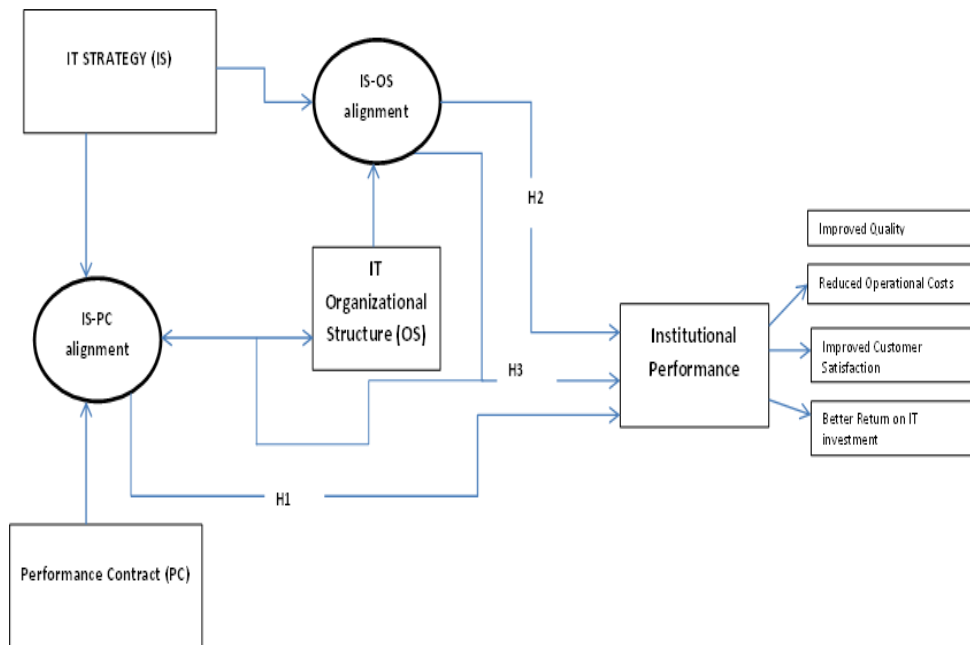 IT STRATEGY (IS)
IS-OS
alignment
H2
Improved Quality
IT
Organizational
Structure (OS)
Reduced Operational Costs
IS-PC
alignment
Institutional
Performance
Improved Customer
Satisfaction
H3
Better Return on IT
investment
H1
Performance Contract (PC)